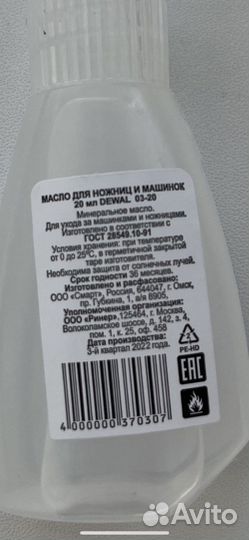 МАСЛО ДЛЯ НОЖНИЦ И МАШИНОК
20 мл DEWAL 03-20
Минеральное масло.
Для ухода за машинками и ножницами.
Изготовлено в соответствии с
ГОСТ 28549.10-91
Условия хранения: при температуре
от 0 до 25°С, в герметичной закрытой
таре изготовителя.
Необходима защита от солнечных лучей.
Срок годности 36 месяцев.
Изготовлено и расфасовано:
ООО «Смарт», Россия, 644047, г. Омск,
пр. Губкина, 1, а/я 8905,
Уполномоченная организация:
ООО «Ринер»,125464, г. Москва,
Волоколамское шоссе, д. 142, э. 4,
пом. 1, к. 25, оф. 458
Дата производства:
3-й квартал 2022 года.
4 000000 370307
2
PE-HD
EAC
Avito